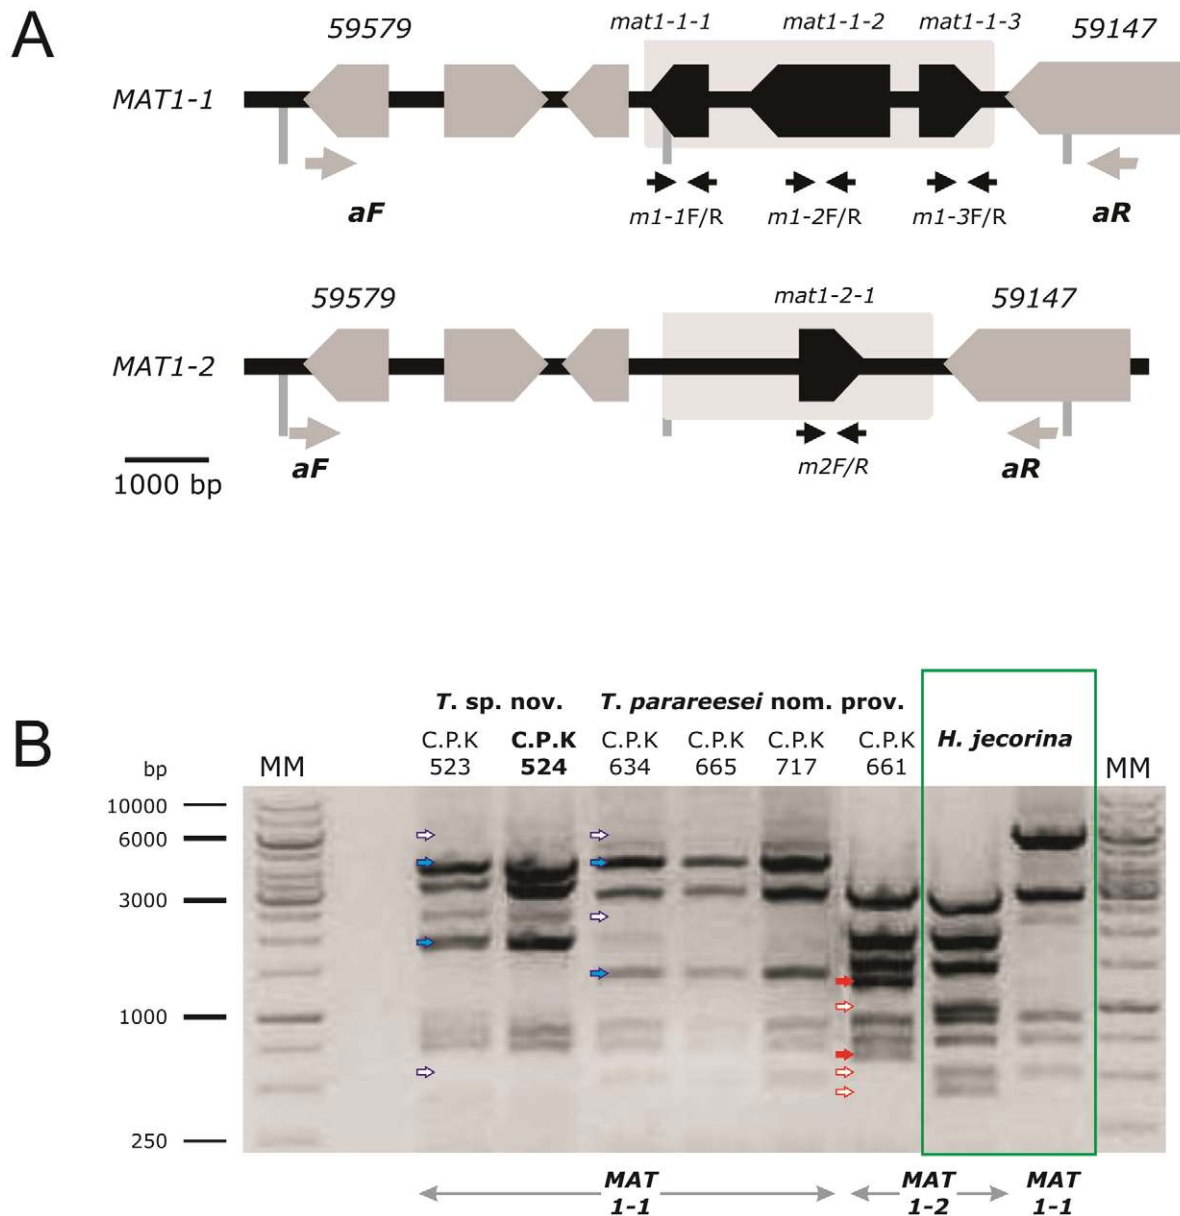 A
59579
mat1-1-1
mat1-1-2
mat1-1-3
59147
MAT1-1
aF
m1-1F/R
m1-2F/R
m1-3F/R
aR
59579
mat1-2-1
59147
MAT1-2
aF
m2F/R
aR
1000 bp
B
T. sp. nov.
T. parareesei nom. prov.
H. jecorina
bp
MM
C.P.K
523
C.P.K
524
C.P.K
634
C.P.K
665
C.P.K
717
C.P.K
661
MM
10000
6000
3000
1000
250
MAT
1-1
MAT
1-2
MAT
1-1